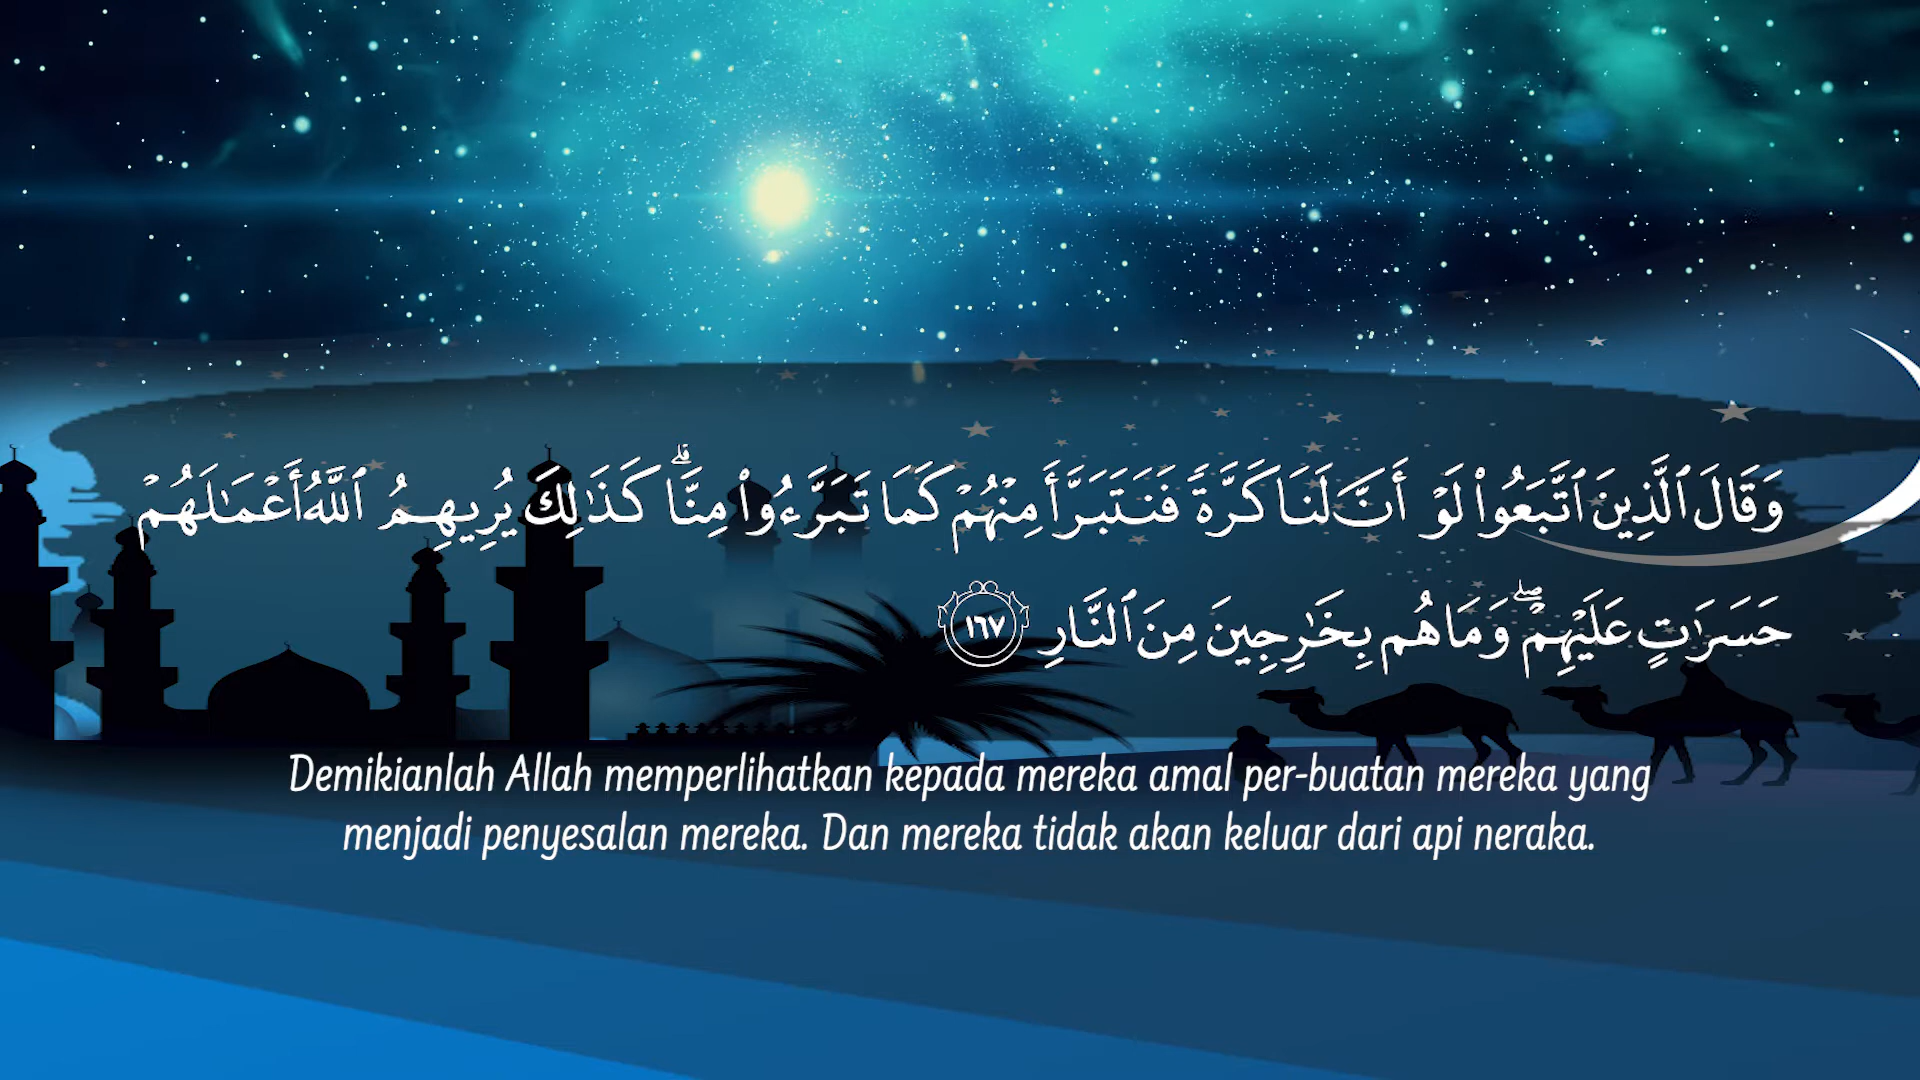 وَقَالَ ٱلَّذِينَ ٱتَّبَعُوا۟ لَوْ أَنَّ لَنَا كَرَّةً فَنَتَبَرَّأَ مِنْهُمْ كَمَا تَبَرَّءُوا۟ مِنَّا ۗ كَذَٰلِكَ يُرِيهِمُ ٱللَّهُ أَعْمَـٰلَهُمْ
حَسَرَٰتٍ عَلَيْهِمْ ۖ وَمَا هُم بِخَـٰرِجِينَ مِنَ ٱلنَّارِ ١٦٧
Demikianlah Allah memperlihatkan kepada mereka amal per-buatan mereka yang
menjadi penyesalan mereka. Dan mereka tidak akan keluar dari api neraka.